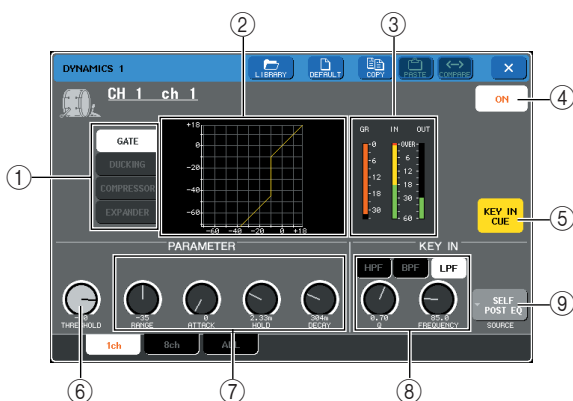 ② ③
DYNAMICS 1 LIBRARY DEFAULT COPY PASTE COMPARE ×
CH 1 ch 1
ON ④
① GATE
DUCKING
COMPRESSOR
EXPANDER
+18
0
-20
-40
-60
-60 -40 -20 0 +18
GR IN OUT
OVER
0
6
12
18
30
6
12
18
30
60
KEY IN
CUE ⑤
PARAMETER KEY IN
HPF BPF LPF
-35 0 2.33m 304m 0.70 85.0
THRESHOLD RANGE ATTACK HOLD DECAY Q FREQUENCY
SELF
POST EQ ⑨
SOURCE
1ch 8ch ALL
⑥ ⑦ ⑧